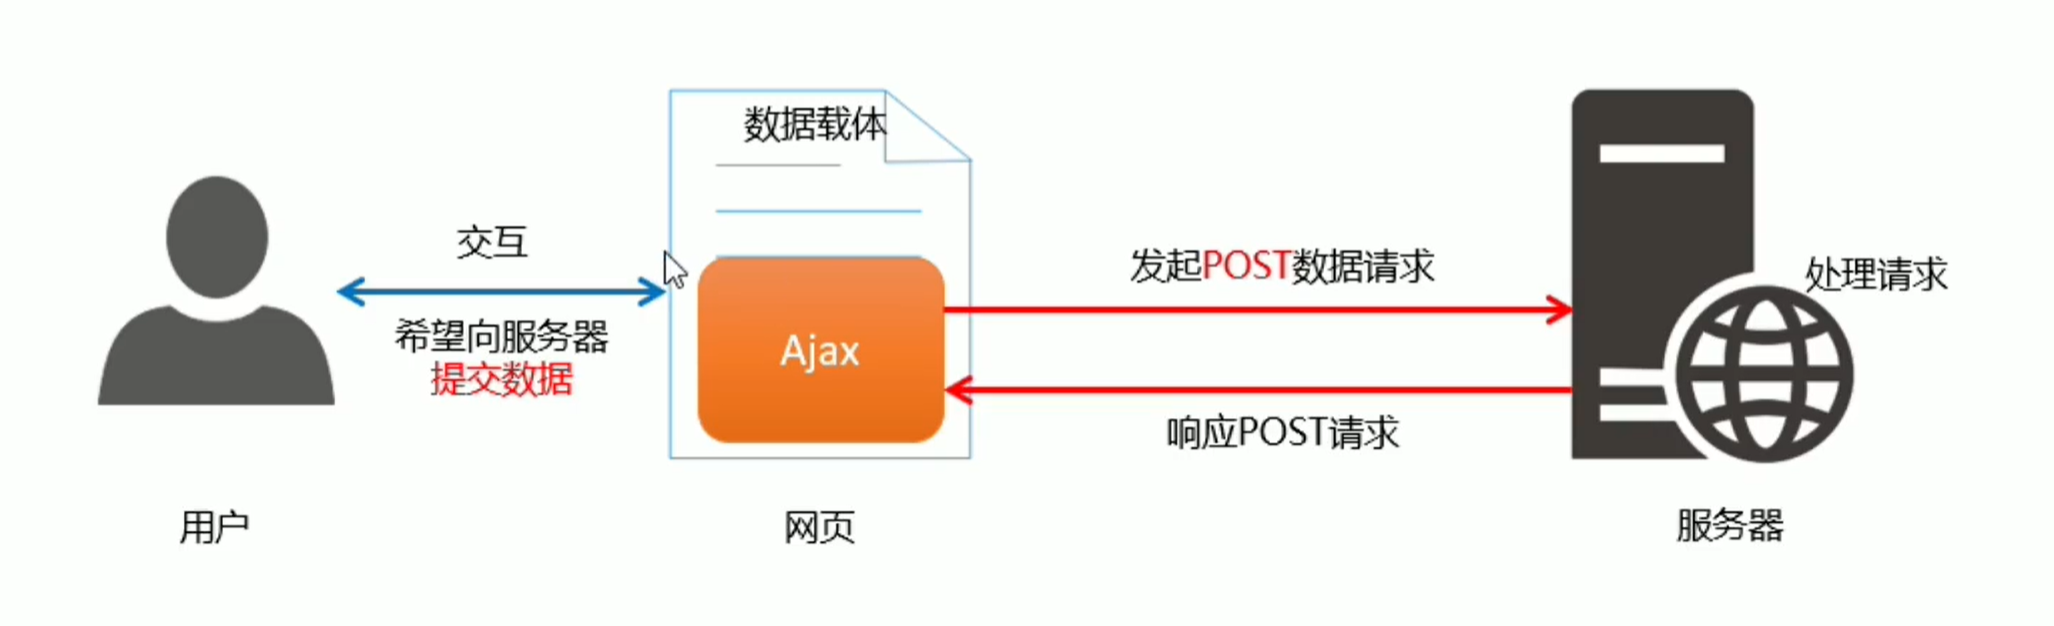 数据载体
交互
希望向服务器
提交数据
Ajax
发起POST数据请求
响应POST请求
处理请求
用户
网页
服务器